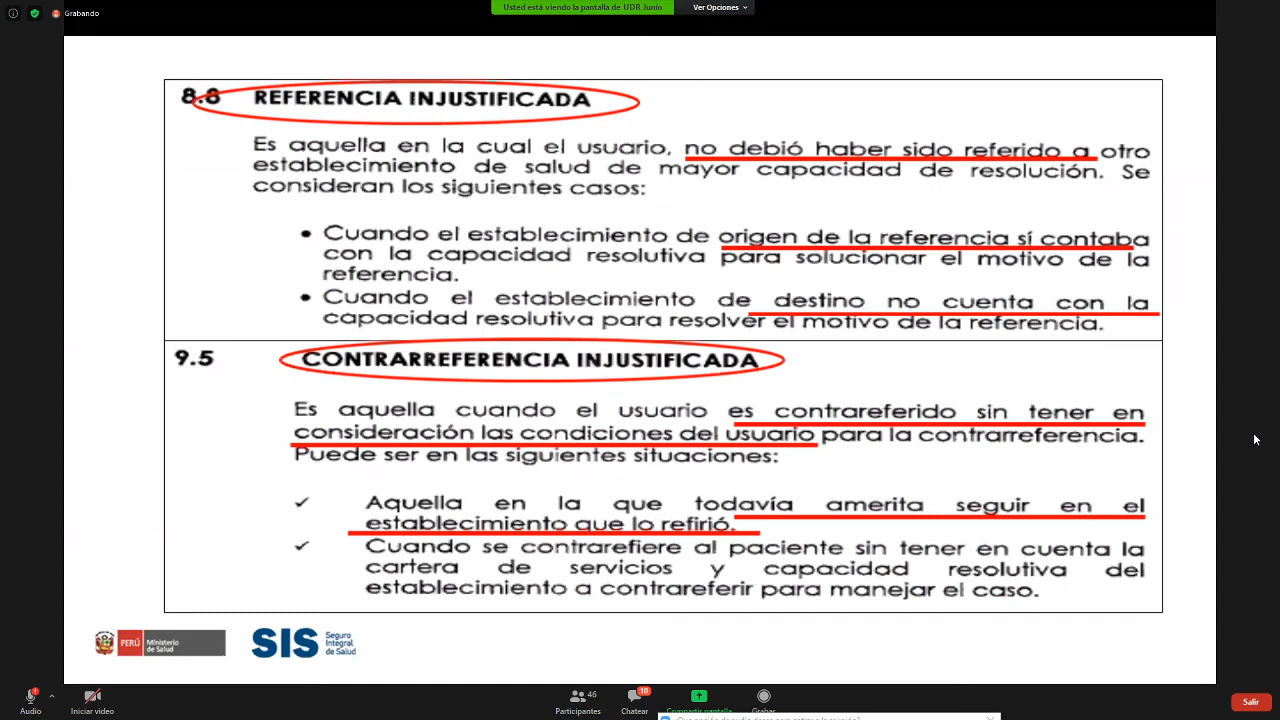 Grabando
Usted está viendo la pantalla de UDR Junín
Ver Opciones
8.8 REFERENCIA INJUSTIFICADA
Es aquella en la cual el usuario, no debió haber sido referido a otro
establecimiento de salud de mayor capacidad de resolución. Se
consideran los siguientes casos:
• Cuando el establecimiento de origen de la referencia sí contaba
con la capacidad resolutiva para solucionar el motivo de la
referencia.
• Cuando el establecimiento de destino no cuenta con la
capacidad resolutiva para resolver el motivo de la referencia.
9.5 CONTRARREFERENCIA INJUSTIFICADA
Es aquella cuando el usuario es contrareferido sin tener en
consideración las condiciones del usuario para la contrarreferencia.
Puede ser en las siguientes situaciones:
✓ Aquella en la que todavía amerita seguir en el
establecimiento que lo refirió.
✓ Cuando se contrarefiere al paciente sin tener en cuenta la
cartera de servicios y capacidad resolutiva del
establecimiento a contrareferir para manejar el caso.
PERÚ
Ministerio
de Salud
SIS
Seguro
Integral
de Salud
46
10
Audio
Iniciar video
Participantes
Chatear
Compartir pantalla
Grabar
Salir